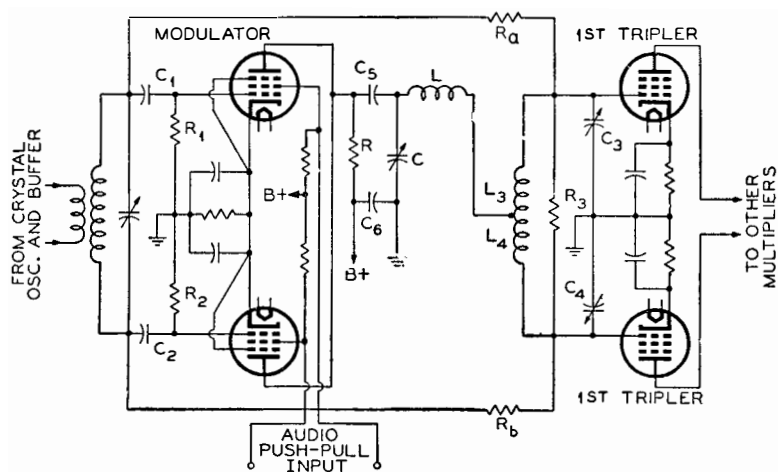 MODULATOR
Ra
1ST TRIPLER
C1
C5
L
R1
R
C
C3
L3
R3
L4
B+
C6
B+
FROM CRYSTAL
OSC. AND BUFFER
R2
C4
C2
TO OTHER
MULTIPLIERS
Rb
1ST TRIPLER
AUDIO
PUSH-PULL
INPUT